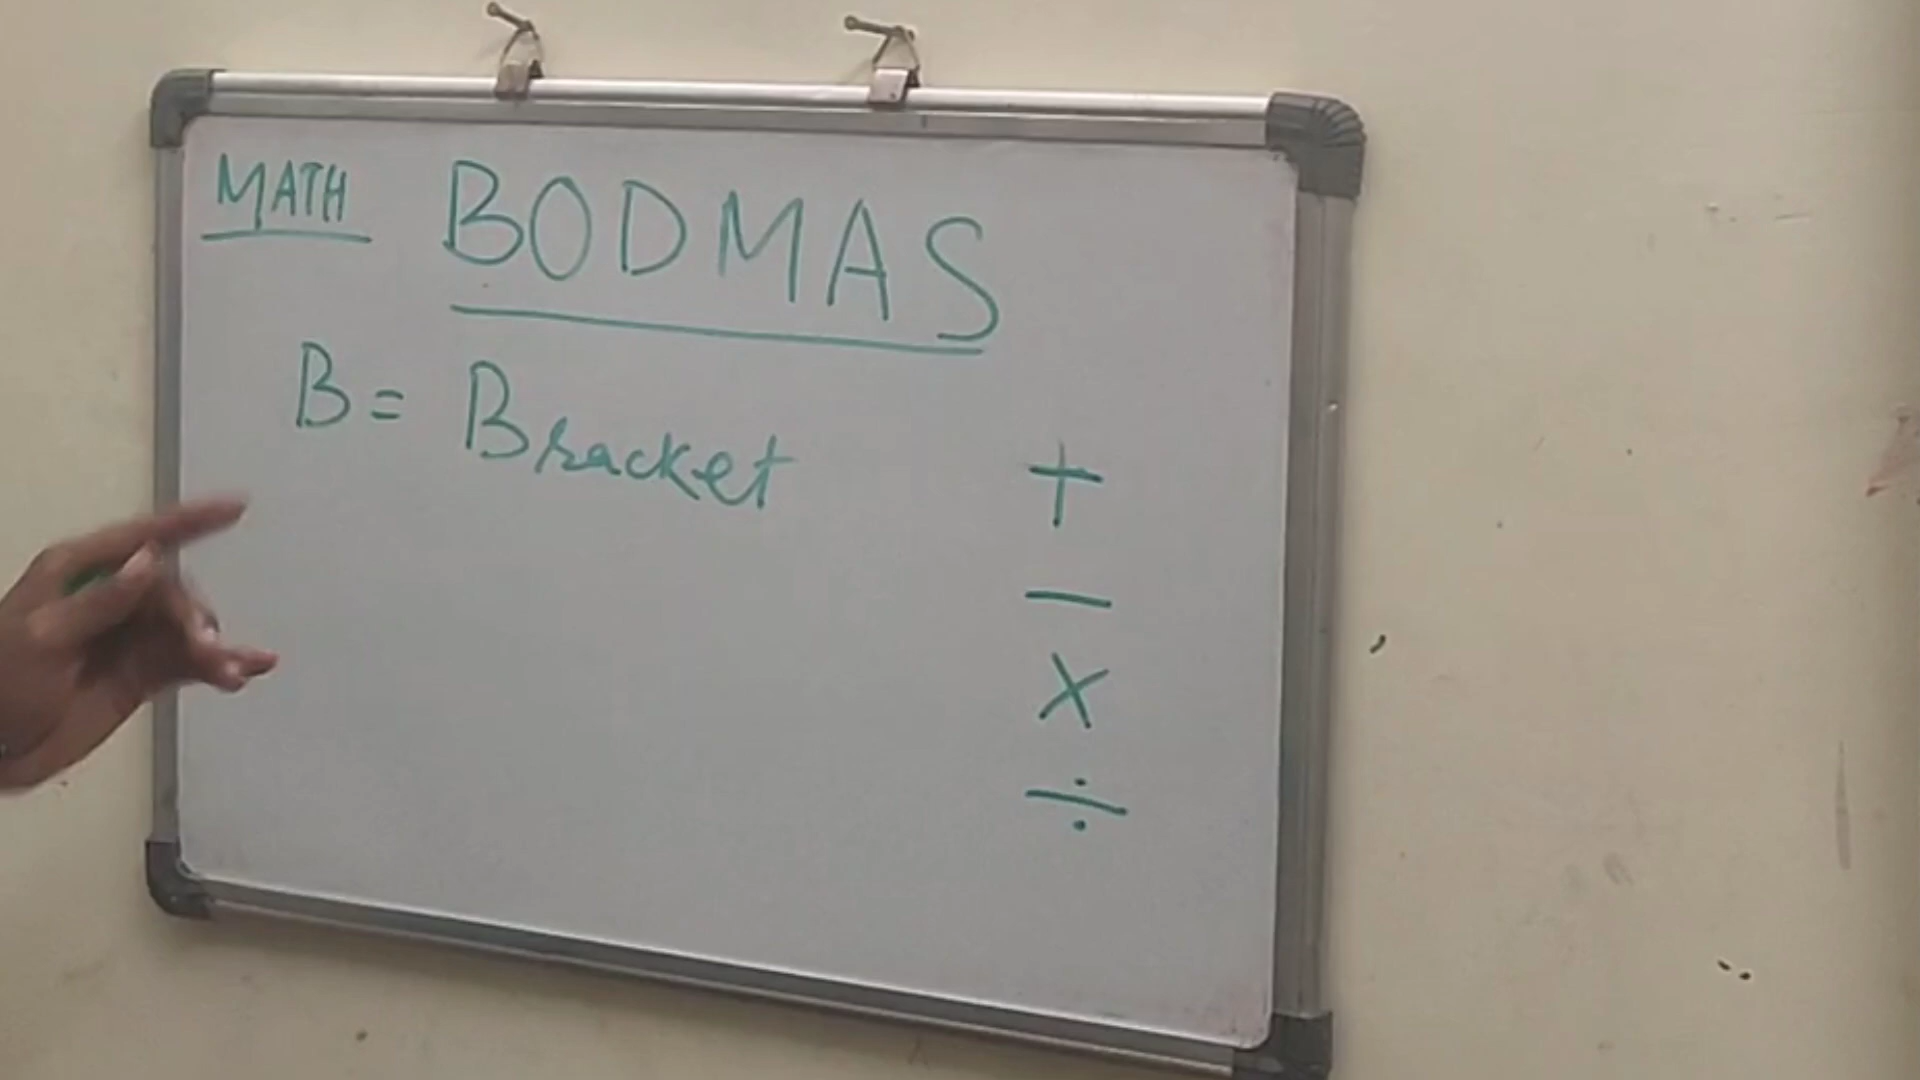 MATH BODMAS
B = Bracket
+
−
×
÷